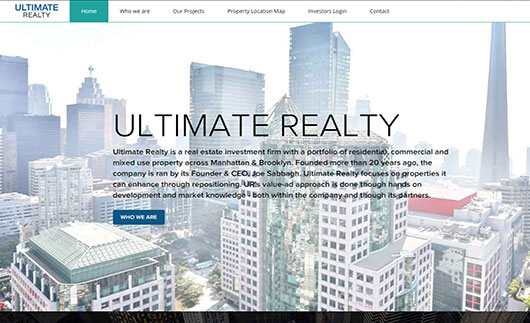 ULTIMATE
REALTY
Home Who we are Our Projects Property Location Map Investors Login Contact
ULTIMATE REALTY
Ultimate Realty is a real estate investment firm with a portfolio of residential, commercial and
mixed use property across Manhattan & Brooklyn. Founded more than 20 years ago, the
company is ran by its Founder & CEO, Joe Sabbagh. Ultimate Realty focuses on properties it
can enhance through repositioning. UR's value-ad approach is done though hands on
development and market knowledge - both within the company and though its partners.
WHO WE ARE